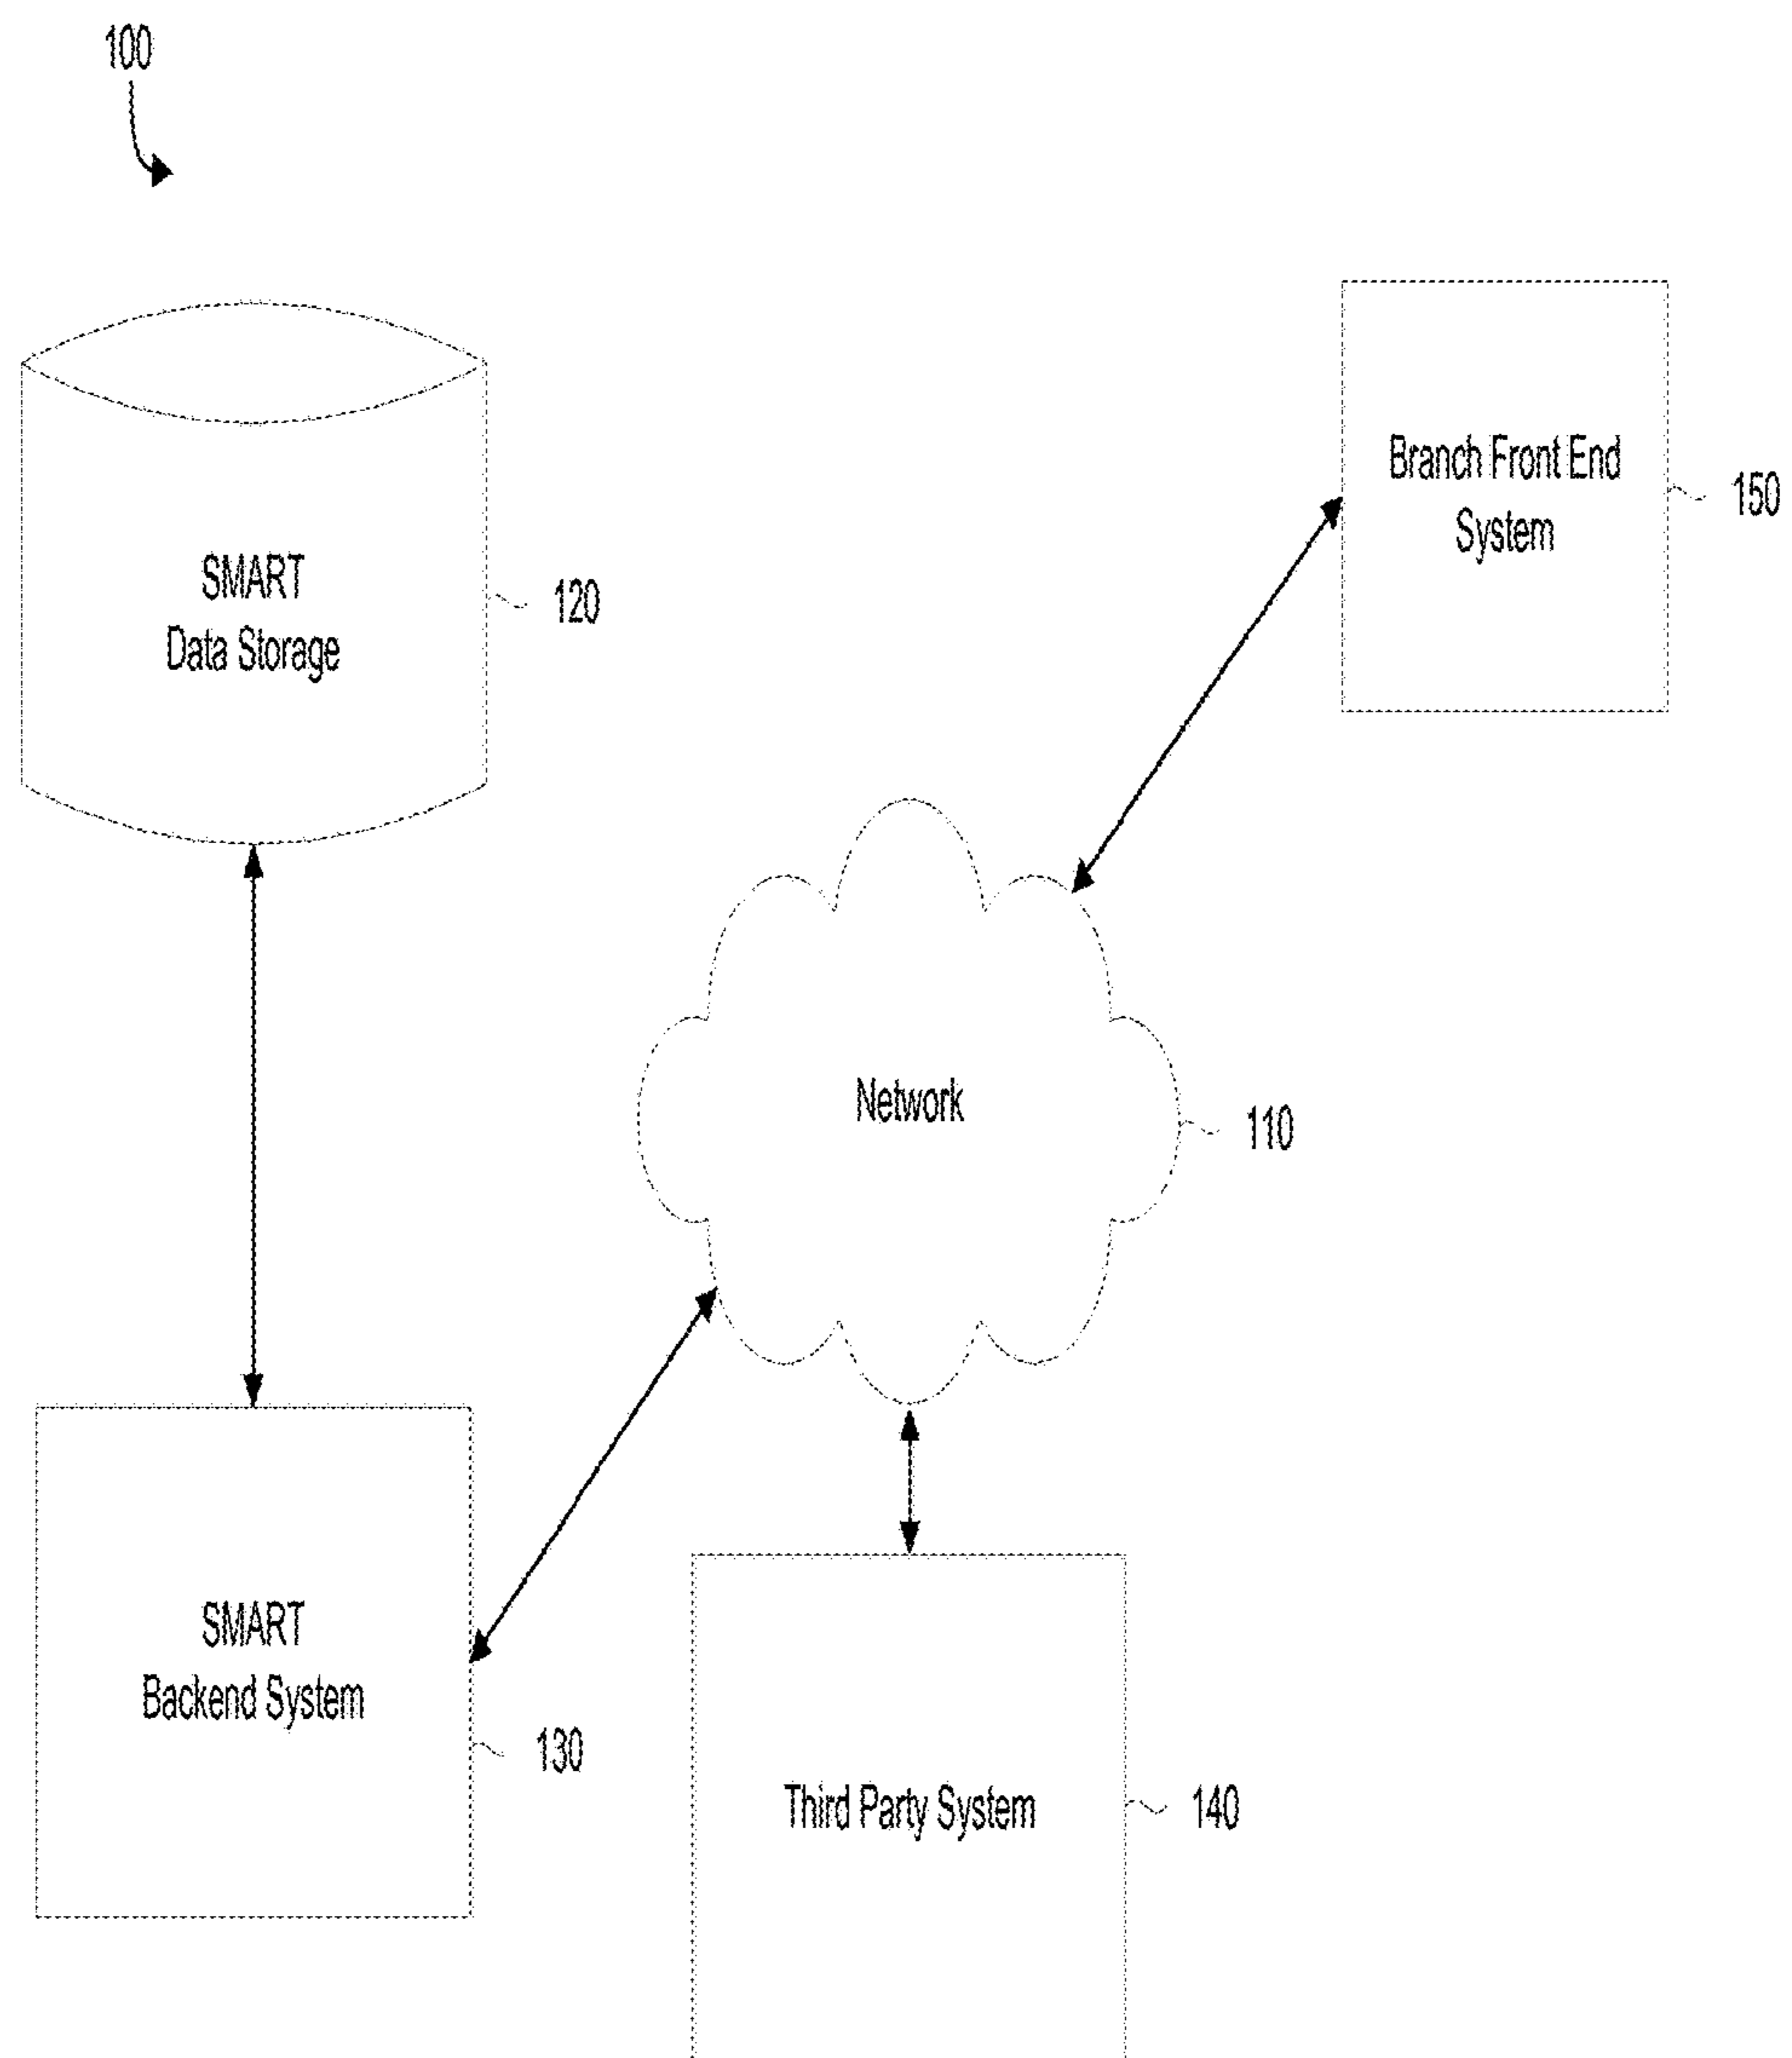 100
Branch Front End
System
150
SMART
Data Storage
120
Network
110
SMART
Backend System
130
Third Party System
140